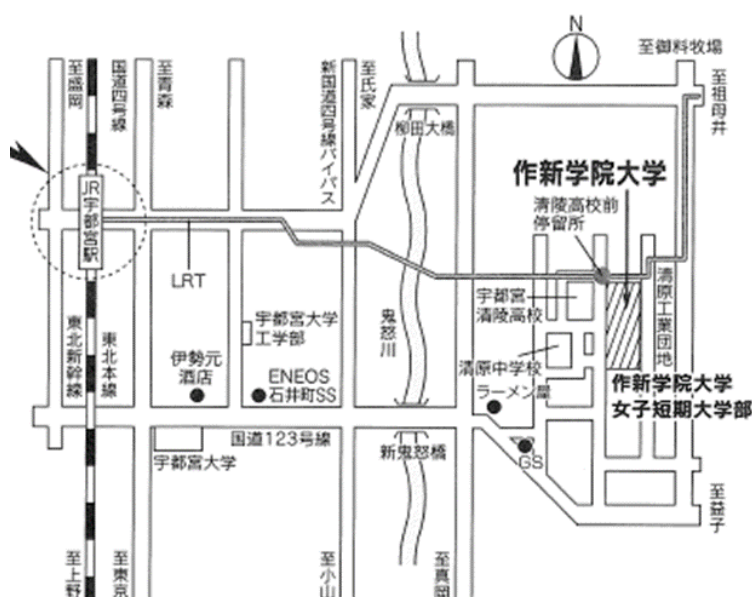 N
至御料牧場
至盛岡
国道四号線
至青森
新国道四号線バイパス
至氏家
至祖母井
柳田大橋
作新学院大学
清陵高校前
停留所
JR宇都宮駅
LRT
清原工業団地
宇都宮
清陵高校
宇都宮大学
工学部
鬼怒川
東北新幹線
東北本線
伊勢元
酒店
ENEOS
石井町SS
清原中学校
ラーメン屋
作新学院大学
女子短期大学部
国道123号線
宇都宮大学
新鬼怒橋
GS
至益子
至上野
至東京
至小山
至真岡